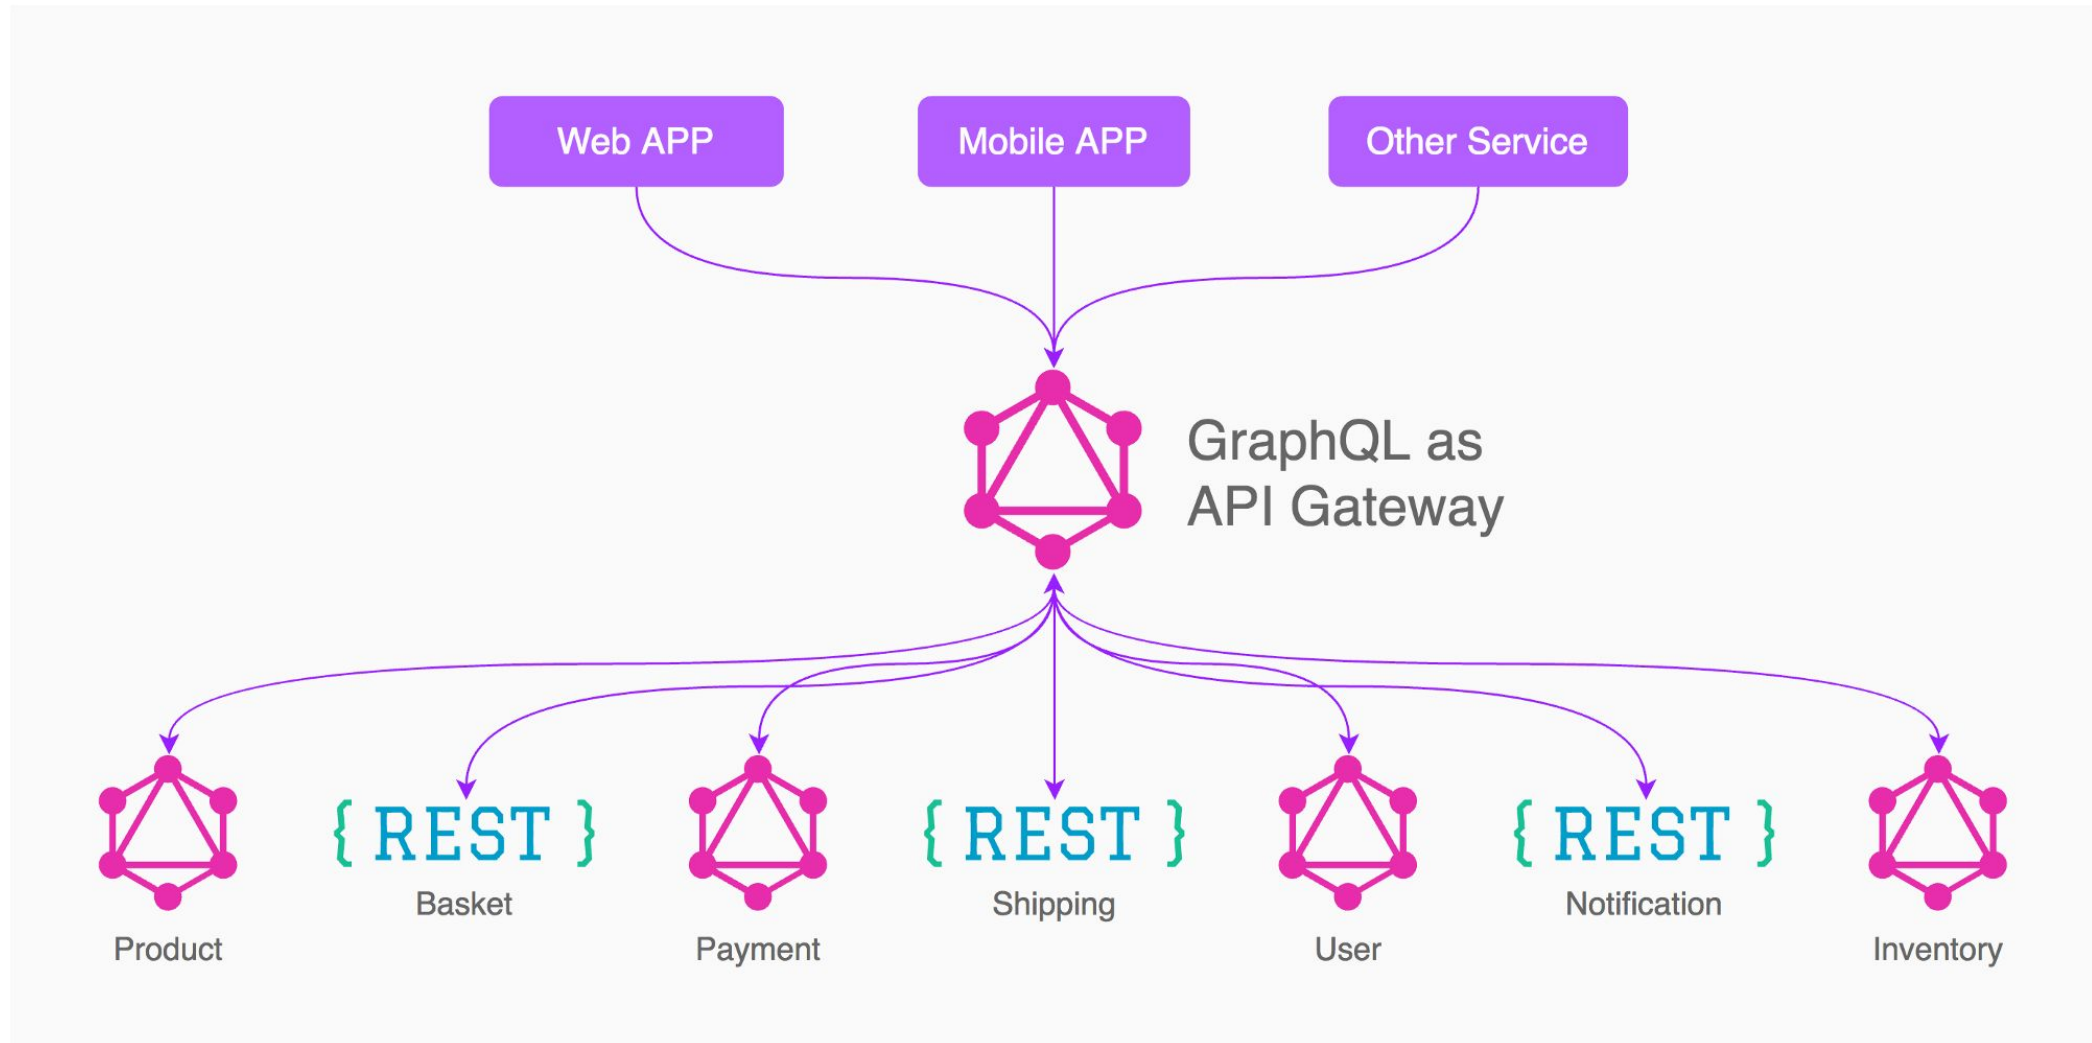 Web APP
Mobile APP
Other Service
GraphQL as
API Gateway
{ REST }
{ REST }
{ REST }
Basket
Shipping
Notification
Product
Payment
User
Inventory